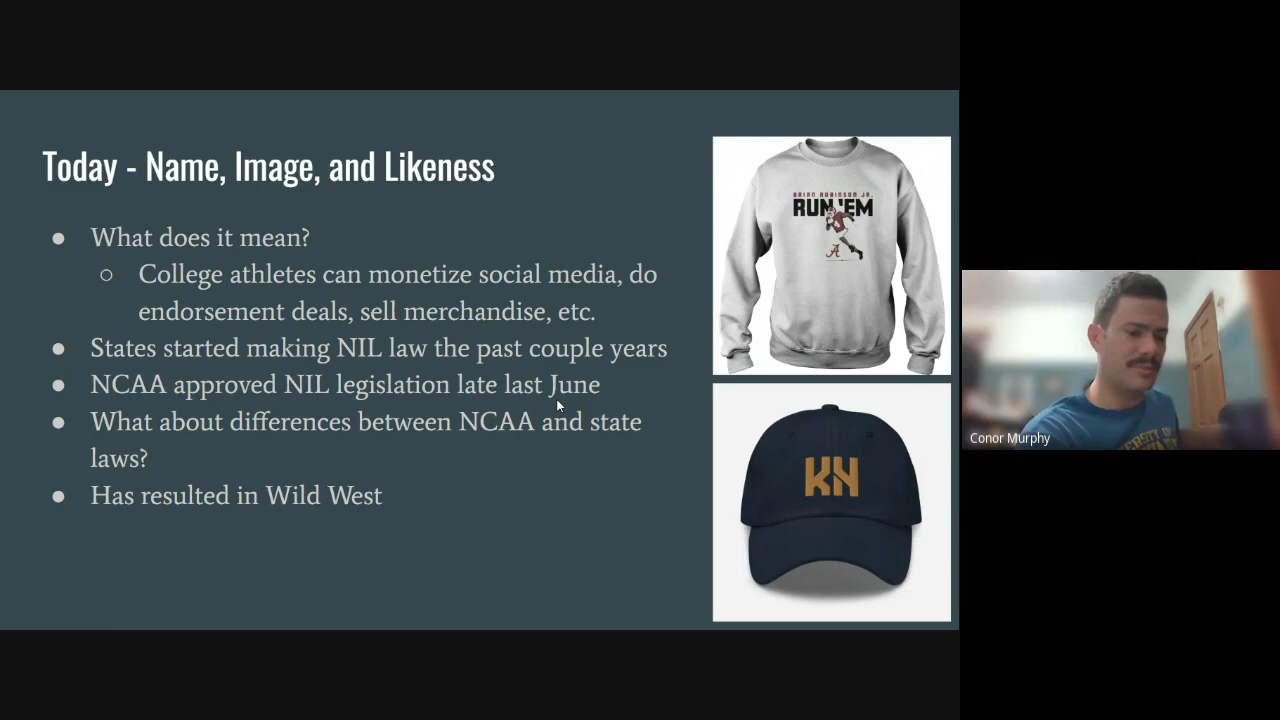 Today - Name, Image, and Likeness
● What does it mean?
○ College athletes can monetize social media, do
endorsement deals, sell merchandise, etc.
● States started making NIL law the past couple years
● NCAA approved NIL legislation late last June
● What about differences between NCAA and state
laws?
● Has resulted in Wild West
BRIAN ROBINSON JR.
RUN 'EM
A
KN
Conor Murphy